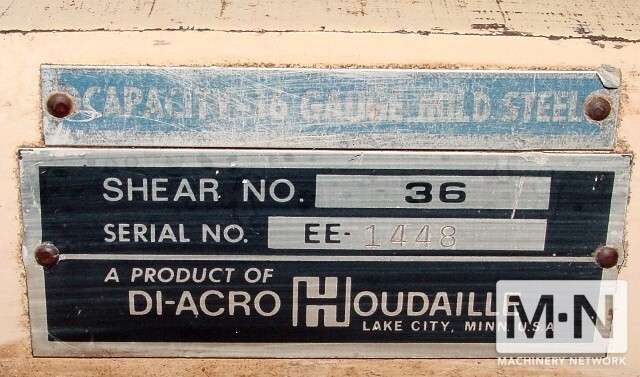 CAPACITY-16 GAUGE MILD STEEL
SHEAR NO. 36
SERIAL NO. EE-1448
A PRODUCT OF
DI-ACRO HOUDAILLE
LAKE CITY, MINN. U.S.A.
M·N
MACHINERY NETWORK